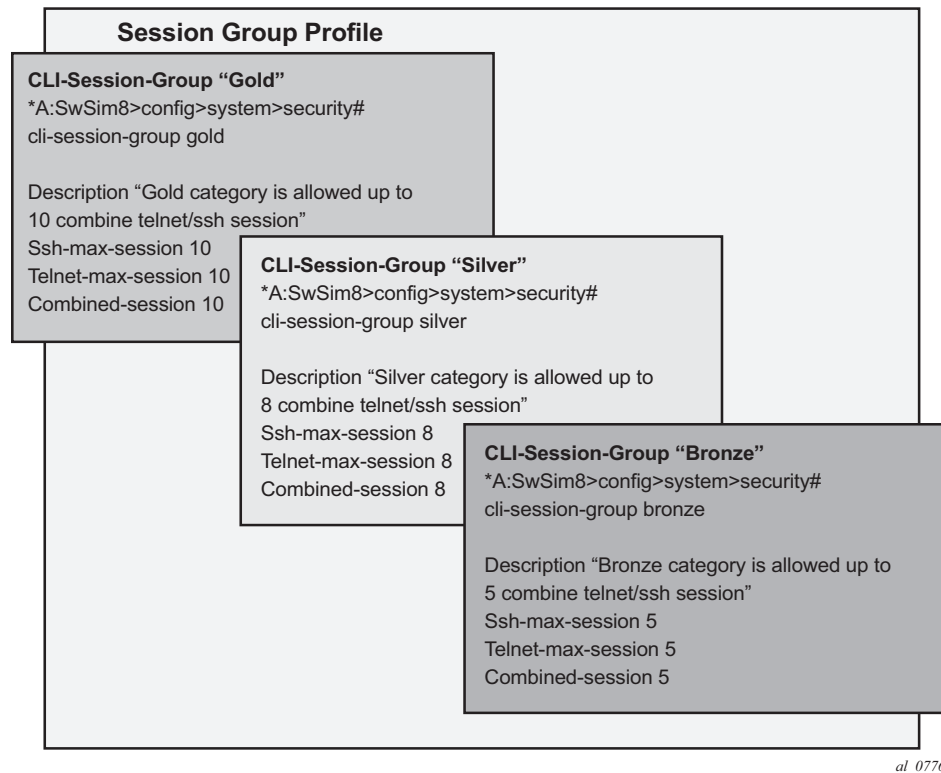 Session Group Profile
CLI-Session-Group “Gold”
*A:SwSim8>config>system>security#
cli-session-group gold
Description “Gold category is allowed up to
10 combine telnet/ssh session”
Ssh-max-session 10
Telnet-max-session 10
Combined-session 10
CLI-Session-Group “Silver”
*A:SwSim8>config>system>security#
cli-session-group silver
Description “Silver category is allowed up to
8 combine telnet/ssh session”
Ssh-max-session 8
Telnet-max-session 8
Combined-session 8
CLI-Session-Group “Bronze”
*A:SwSim8>config>system>security#
cli-session-group bronze
Description “Bronze category is allowed up to
5 combine telnet/ssh session”
Ssh-max-session 5
Telnet-max-session 5
Combined-session 5
al_0776